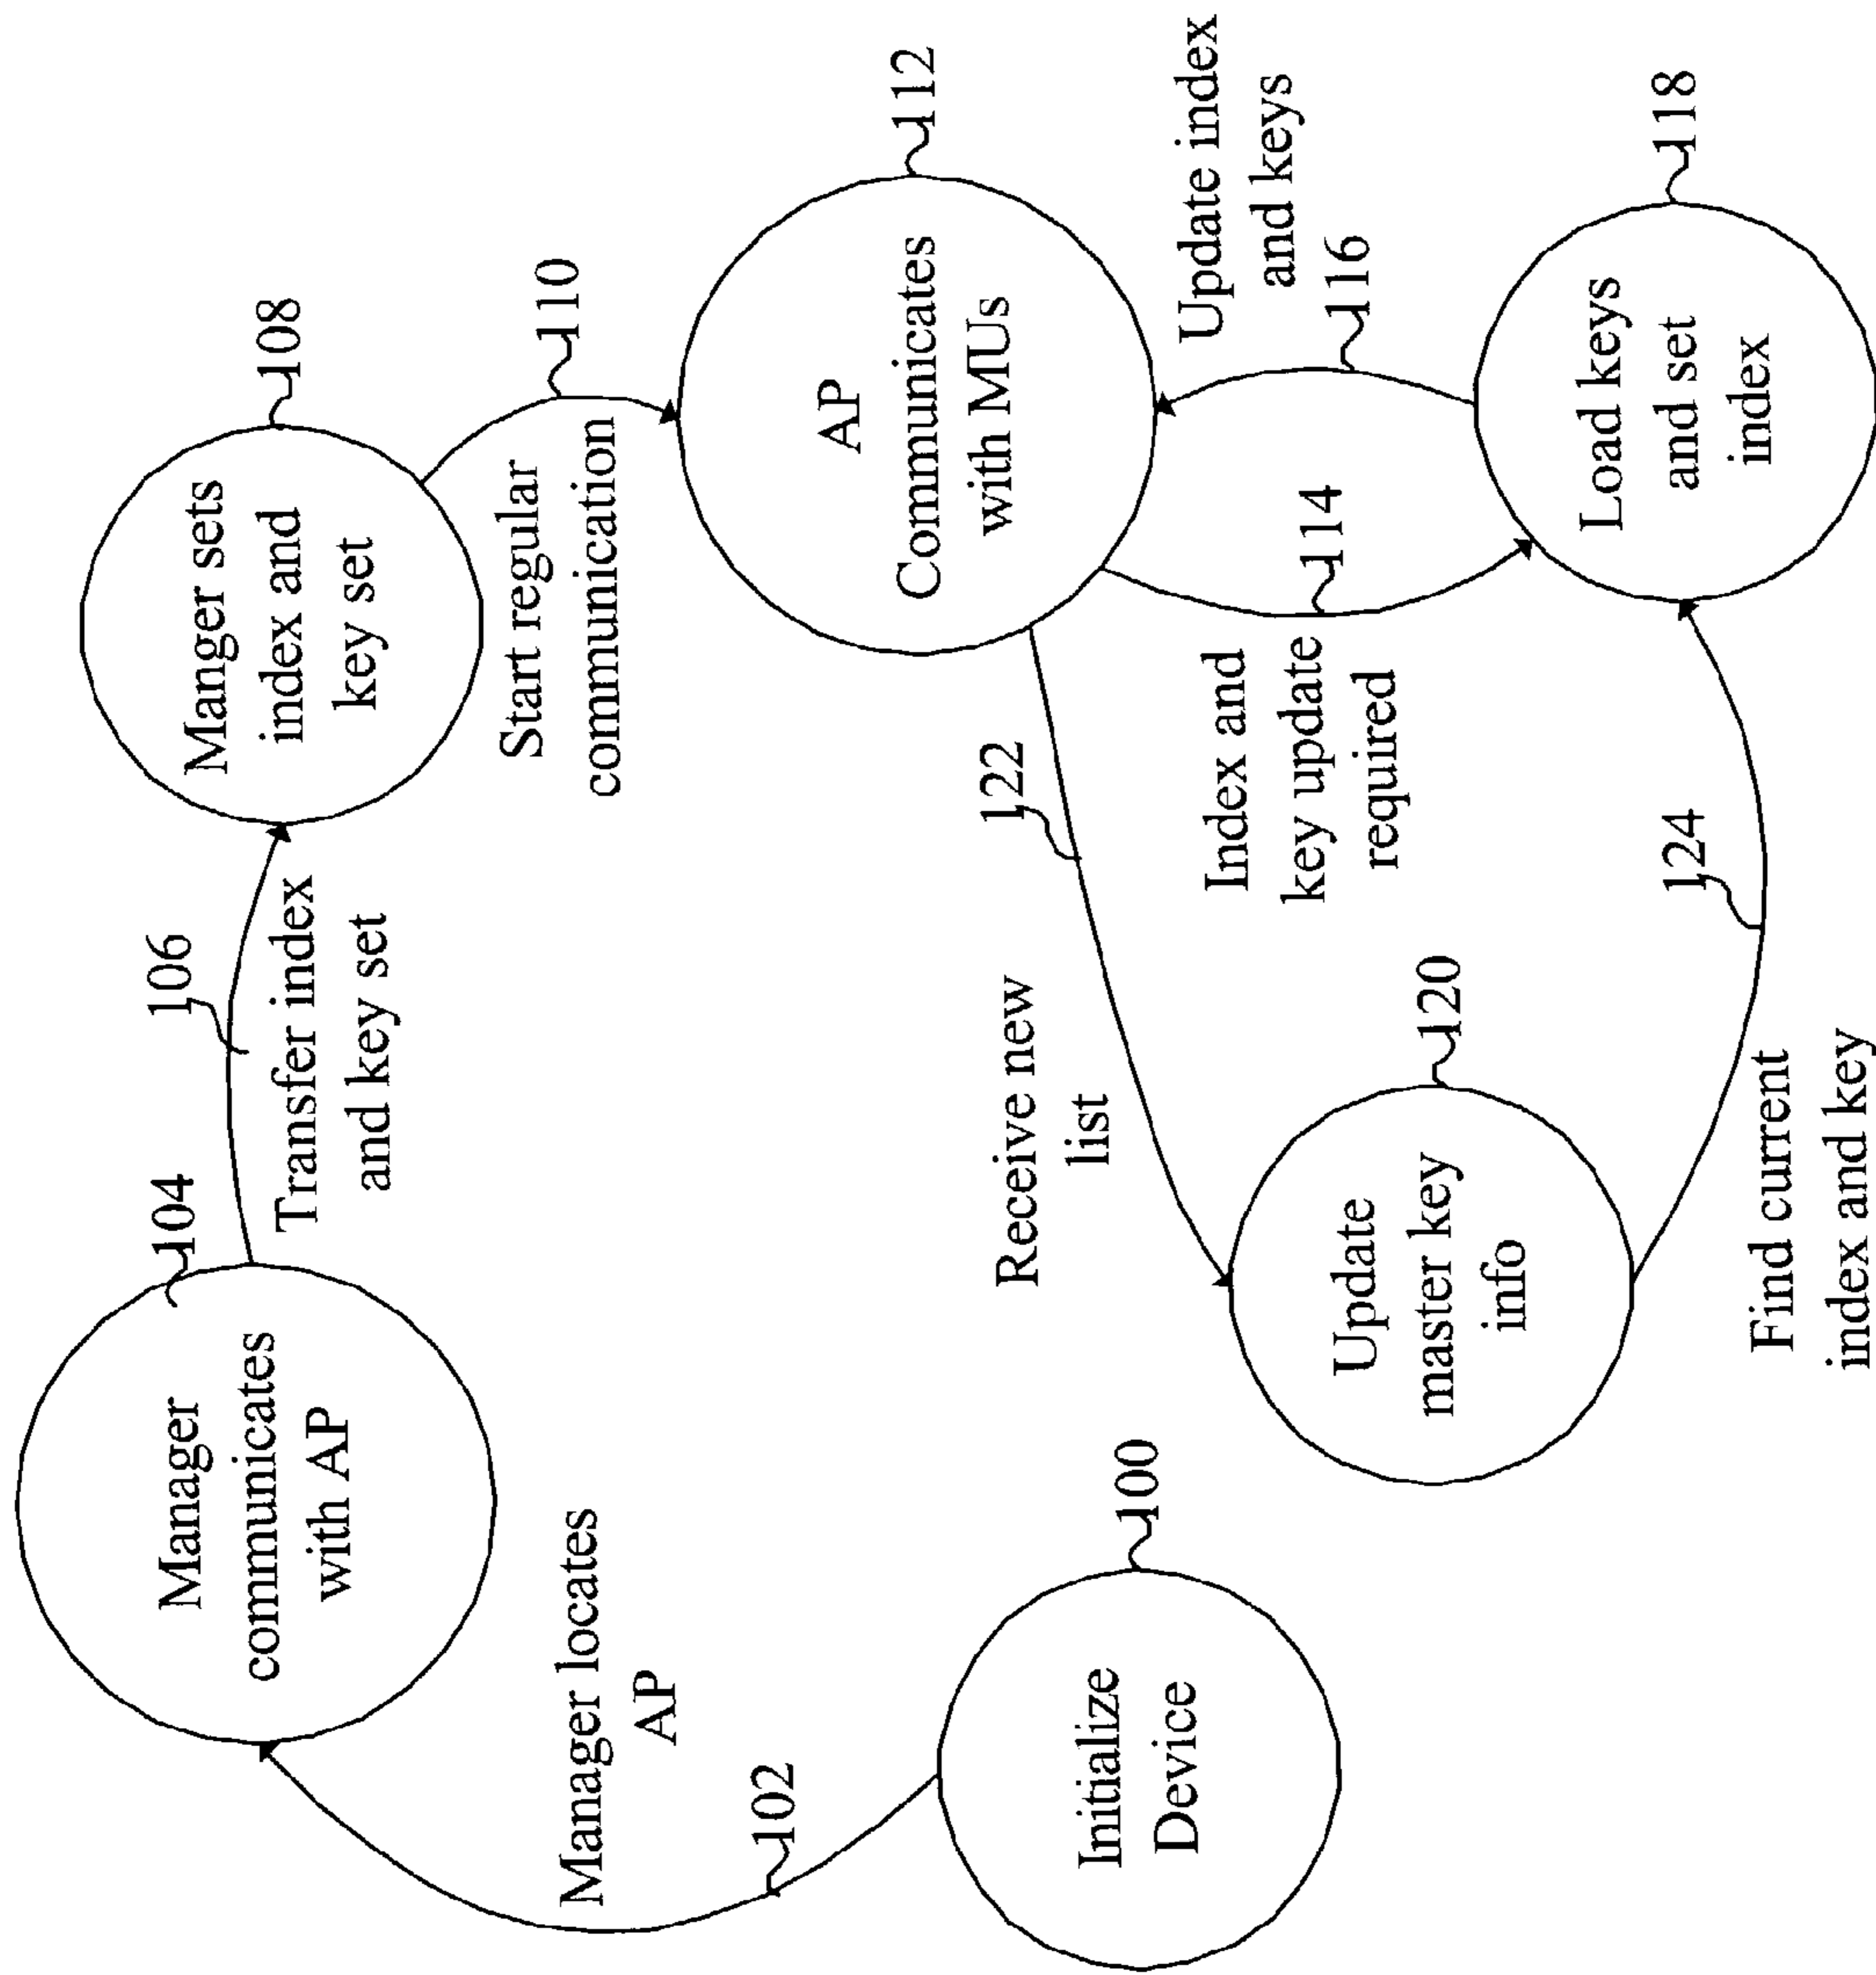 104
Manager
communicates
with AP
106
Transfer index
and key set
108
Manger sets
index and
key set
Manager locates
AP
102
Start regular
communication
110
100
Initialize
Device
122
Receive new
list
112
AP
Communicates
with MUs
Index and
key update
required
114
116
Update index
and keys
120
Update
master key
info
124
Find current
index and key
118
Load keys
and set
index